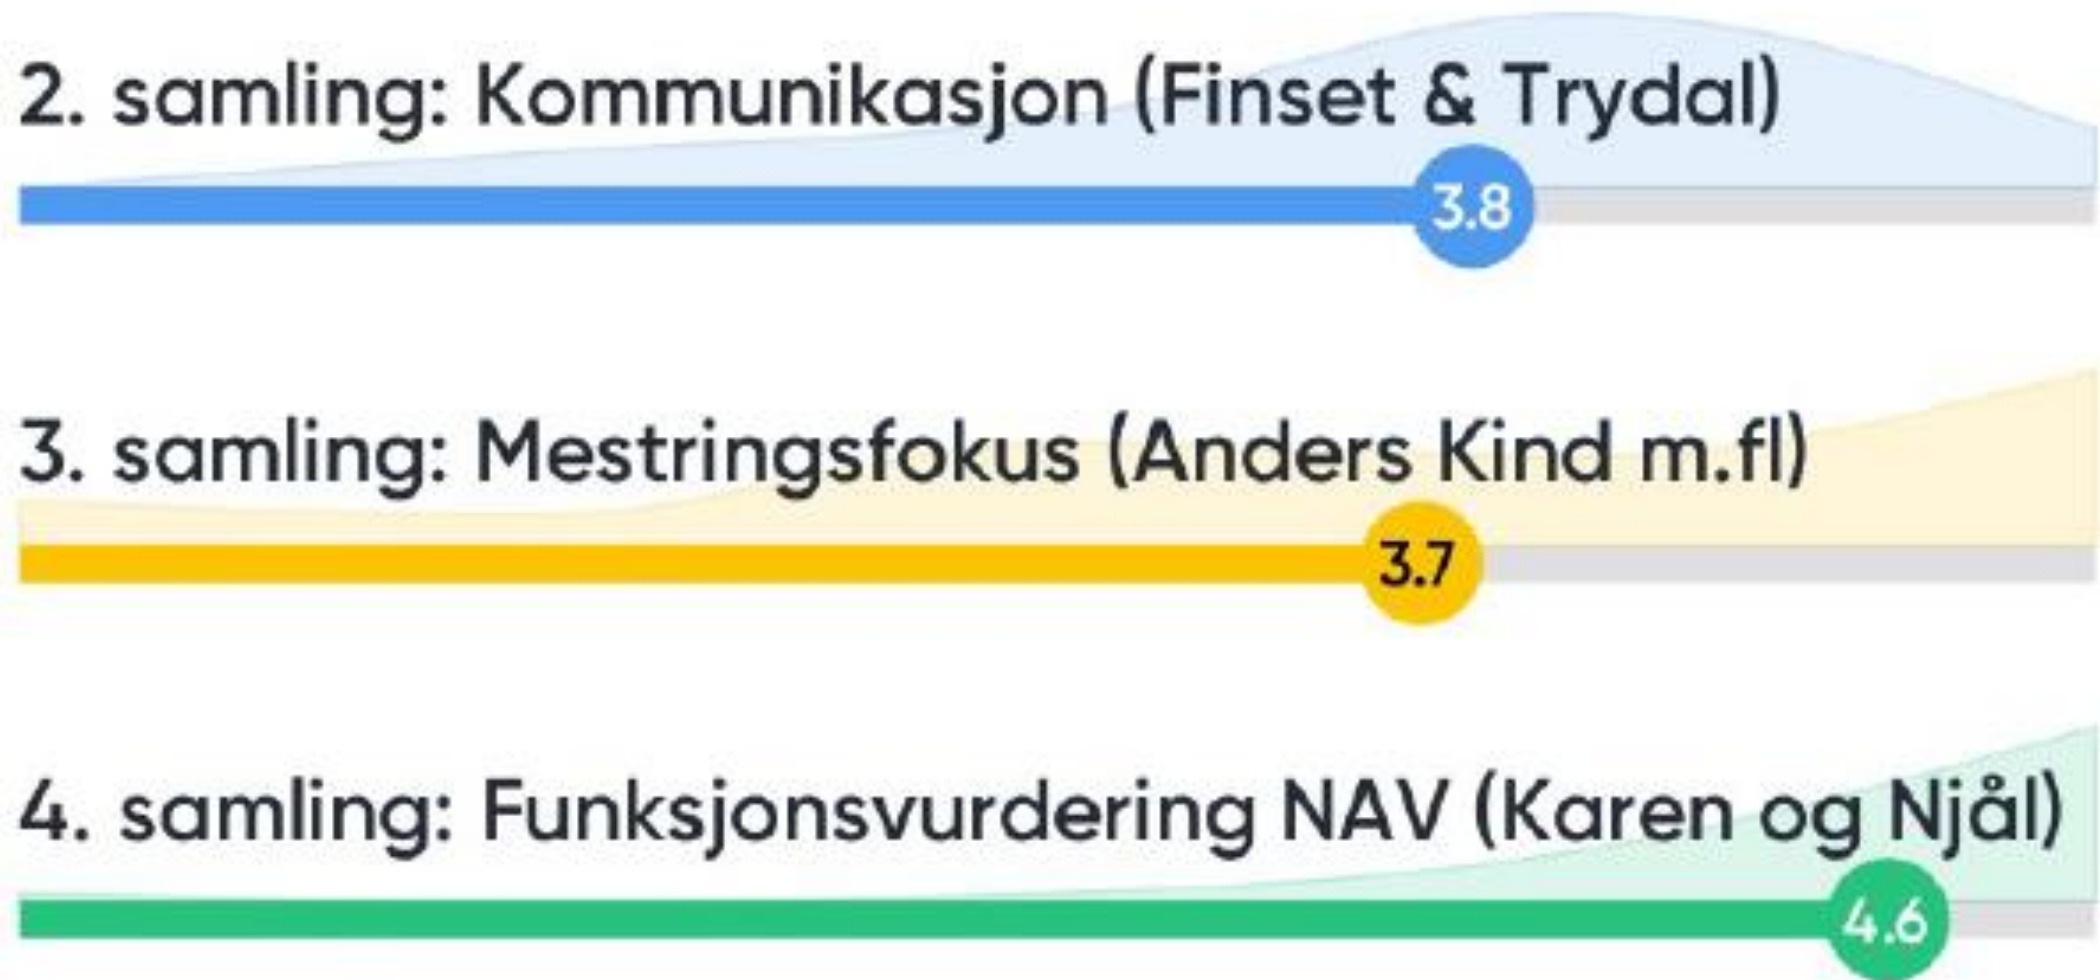 2. samling: Kommunikasjon (Finset & Trydal)
3.8
3. samling: Mestringsfokus (Anders Kind m.fl)
3.7
4. samling: Funksjonsvurdering NAV (Karen og Njål)
4.6